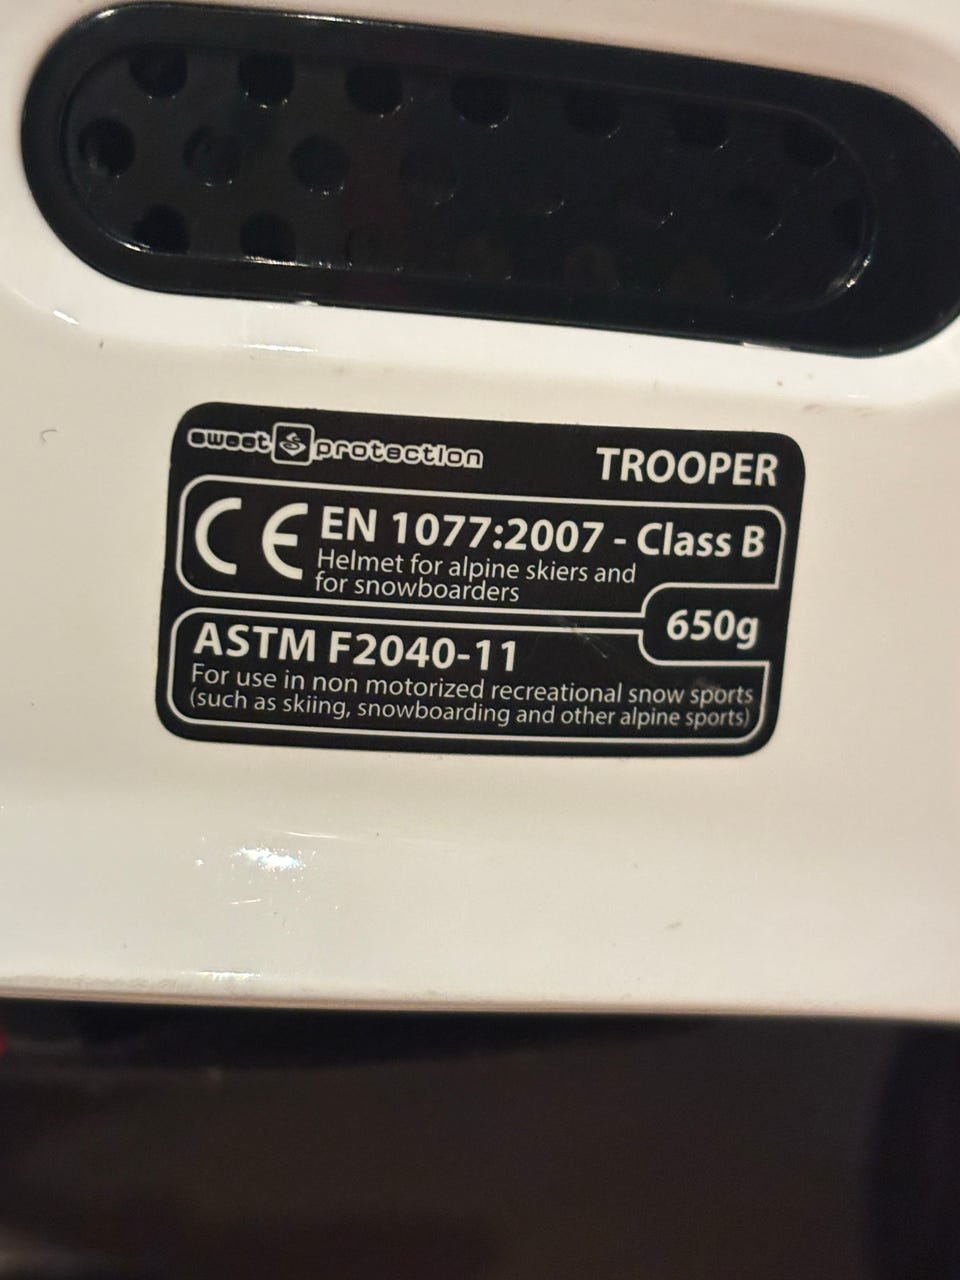 sweet protection TROOPER
CE EN 1077:2007 - Class B
Helmet for alpine skiers and
for snowboarders
650g
ASTM F2040-11
For use in non motorized recreational snow sports
(such as skiing, snowboarding and other alpine sports)